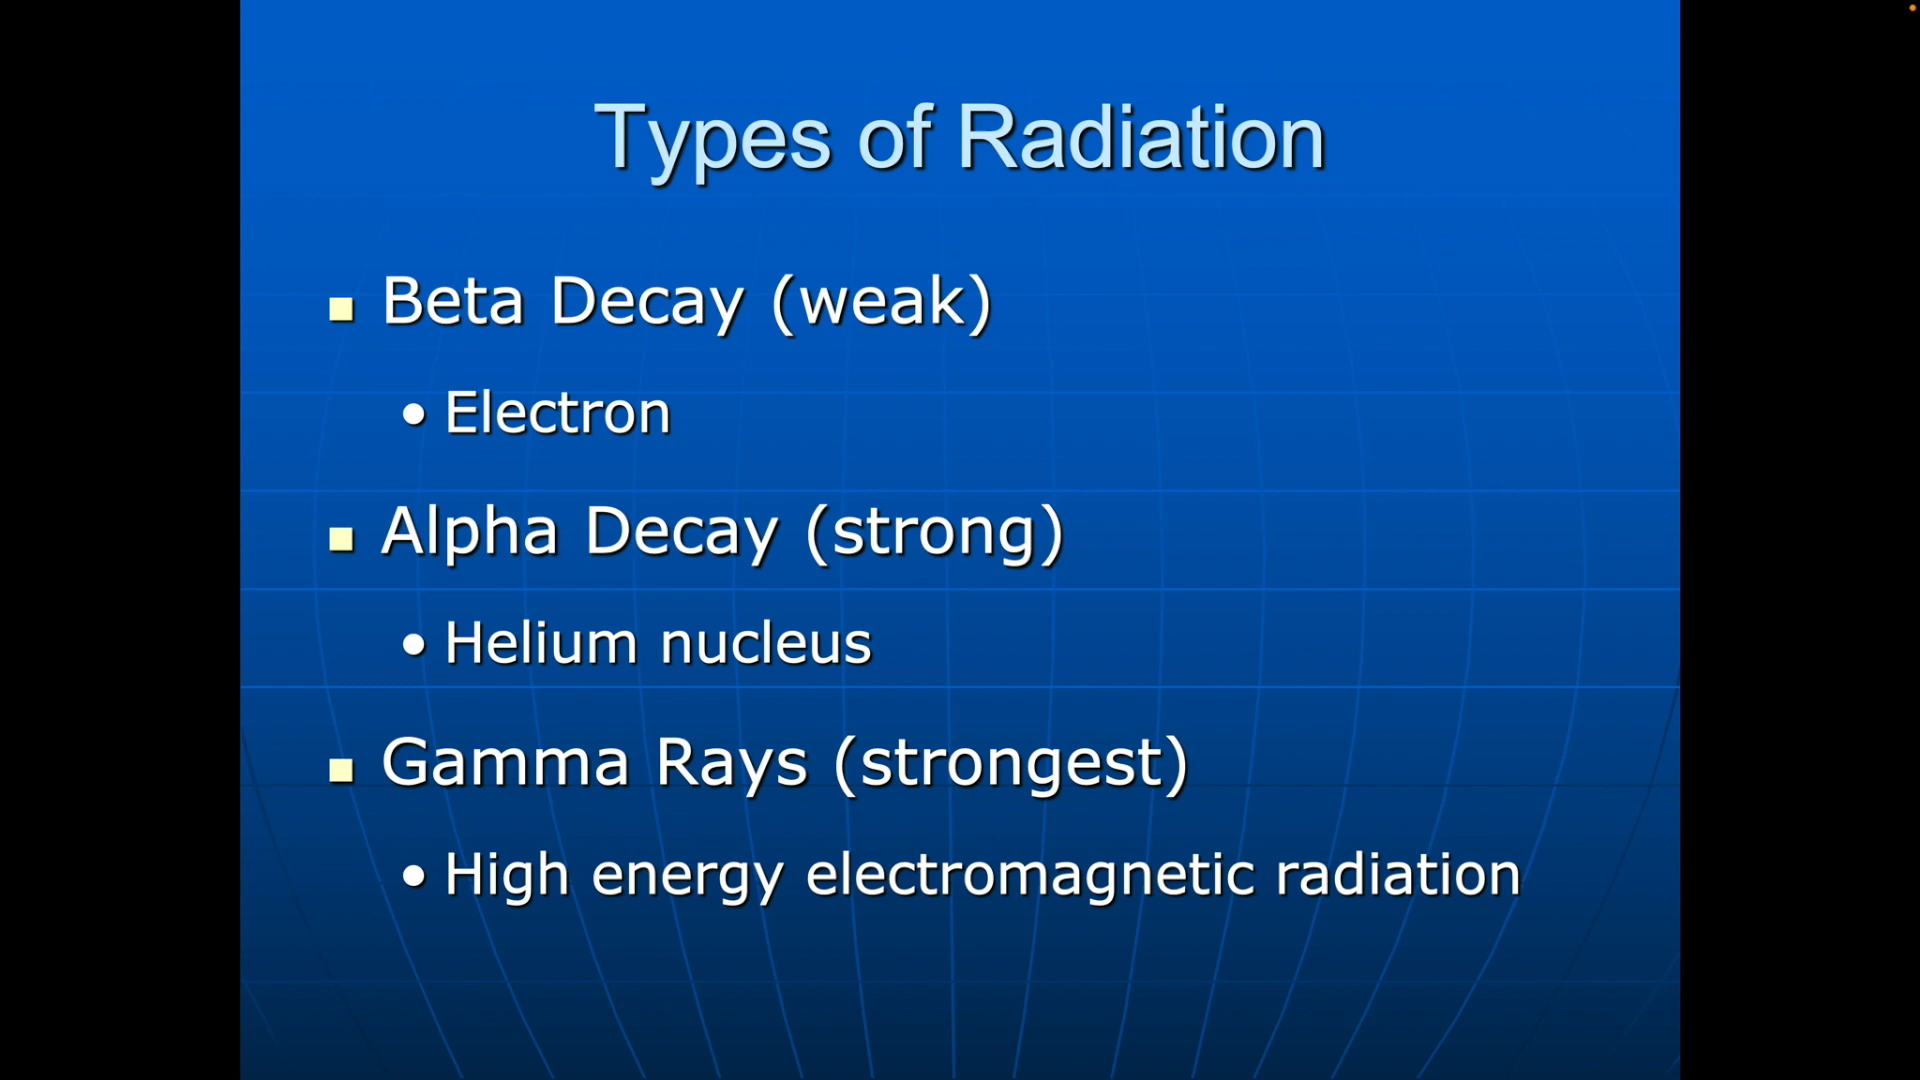 Types of Radiation
Beta Decay (weak)
• Electron
Alpha Decay (strong)
• Helium nucleus
Gamma Rays (strongest)
• High energy electromagnetic radiation